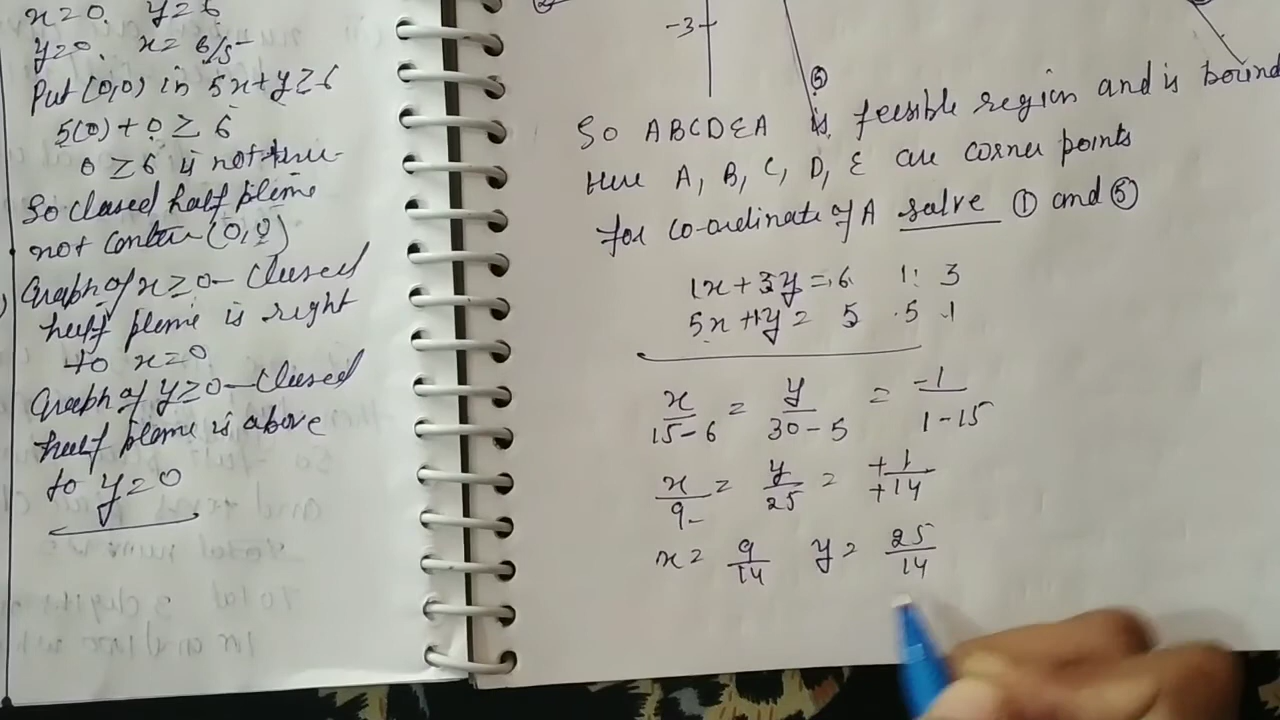 x=0. y=6
y=0. x= 6/5
Put (0,0) in 5x+y≥6
5(0)+0 ≥ 6
0 ≥ 6 is not true
So closed half plane
not contain (0,0)
Graph of x≥0 - Closed
half plane is right
to x=0
Graph of y≥0 - Closed
half plane is above
to y=0
-3
⑤
So ABCDEA is feesible region and is bound
Here A, B, C, D, E are corner points
for co-ordinate of A solve ① and ⑤
1x+3y=6 1: 3
5x+1y= 5 5 1
x/15-6 = y/30-5 = -1/1-15
x/9 = y/25 = +1/+14
x= 9/14 y= 25/14